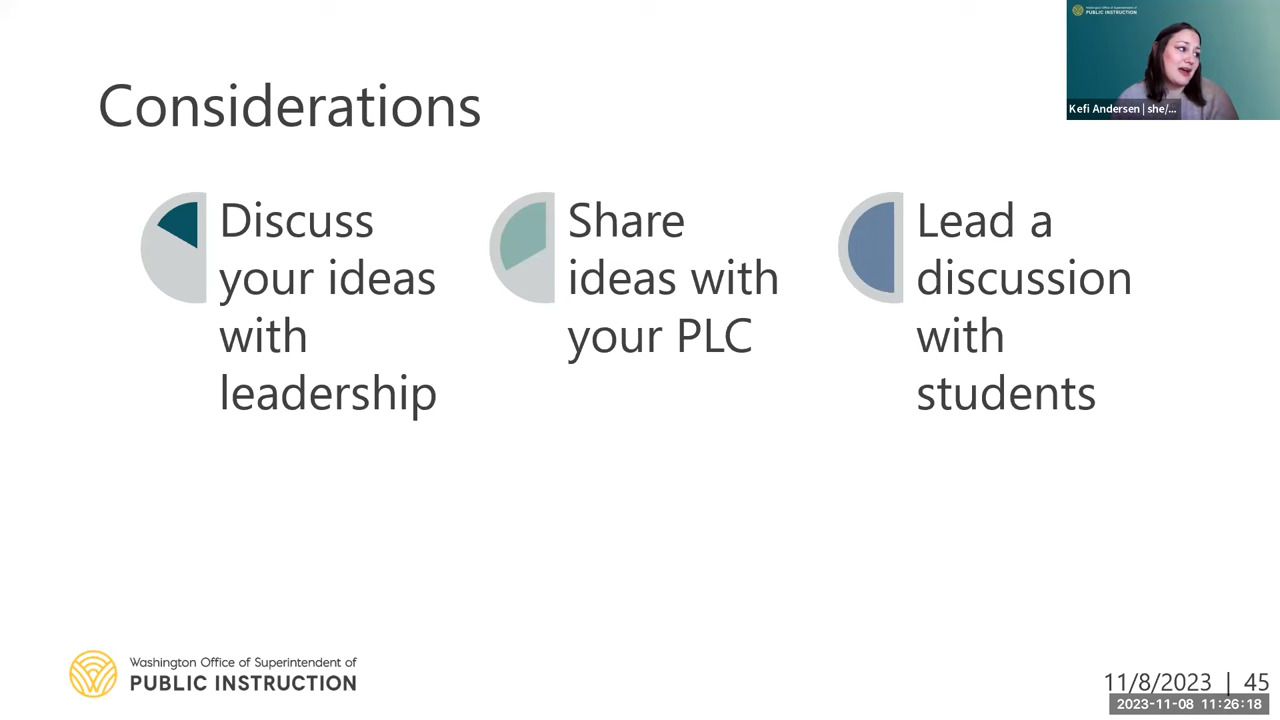 Washington Office of Superintendent of
PUBLIC INSTRUCTION
Kefi Andersen | she/...
Considerations
Discuss
your ideas
with
leadership
Share
ideas with
your PLC
Lead a
discussion
with
students
Washington Office of Superintendent of
PUBLIC INSTRUCTION
11/8/2023 | 45
2023-11-08 11:26:18